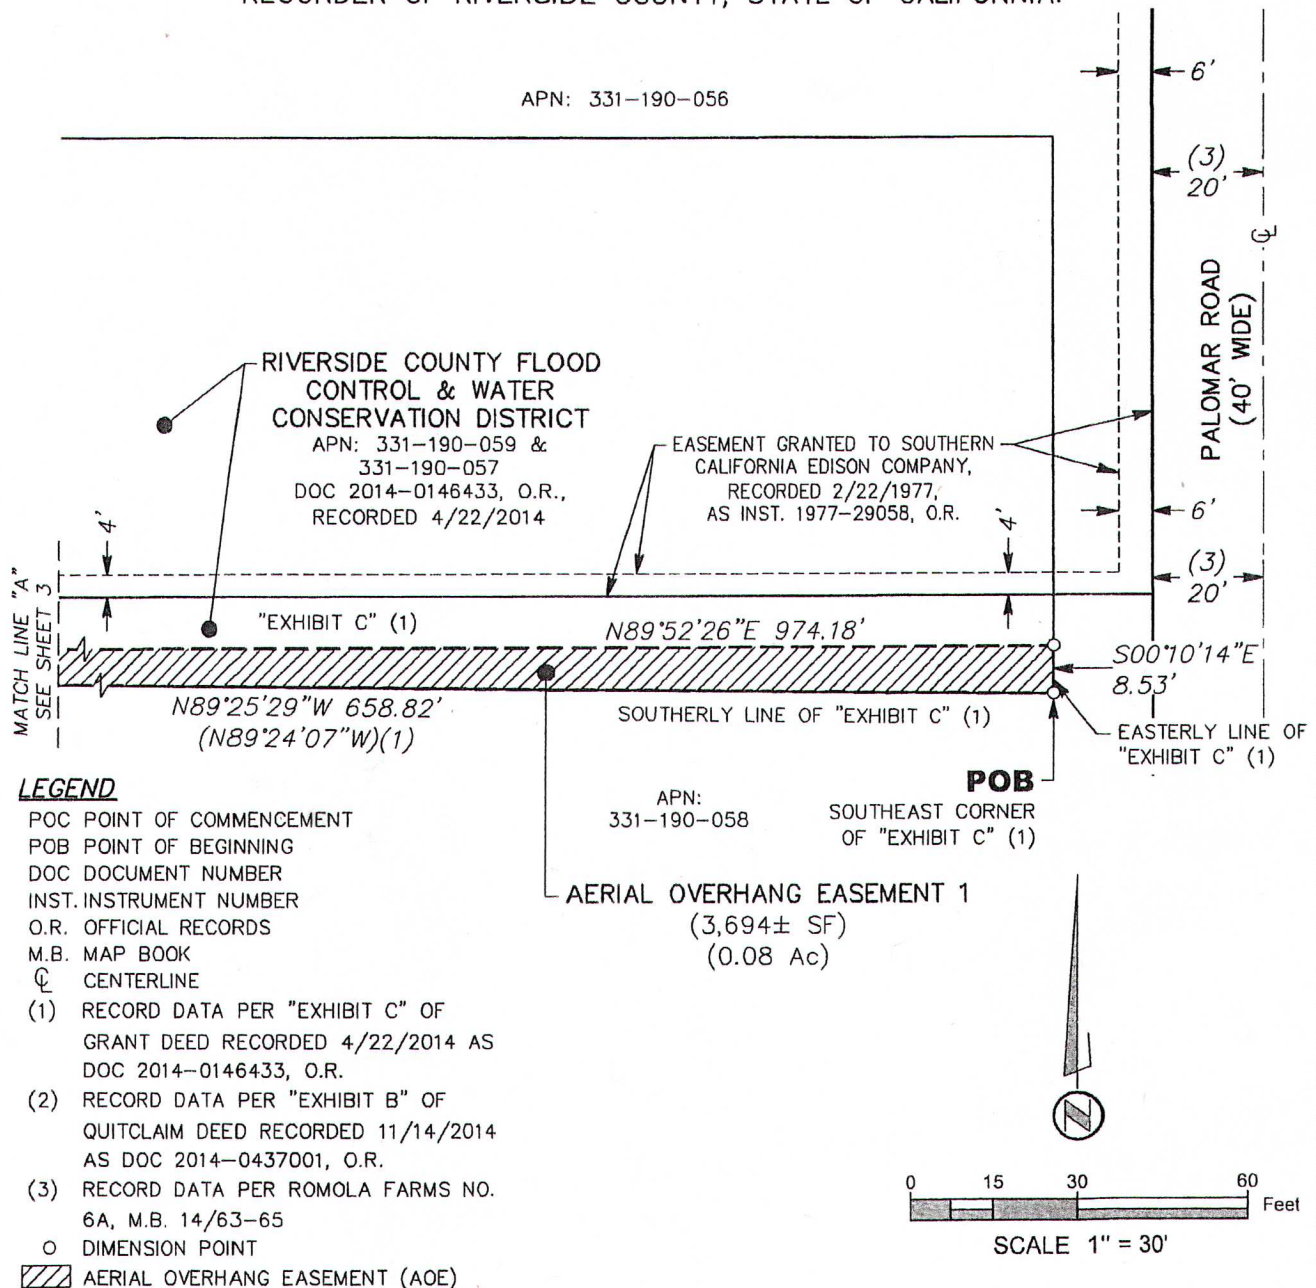 RECORDER OF RIVERSIDE COUNTY, STATE OF CALIFORNIA.
APN: 331-190-056
6'
(3)
20'
℄
PALOMAR ROAD
(40' WIDE)
RIVERSIDE COUNTY FLOOD
CONTROL & WATER
CONSERVATION DISTRICT
APN: 331-190-059 &
331-190-057
DOC 2014-0146433, O.R.,
RECORDED 4/22/2014
EASEMENT GRANTED TO SOUTHERN
CALIFORNIA EDISON COMPANY,
RECORDED 2/22/1977,
AS INST. 1977-29058, O.R.
4'
4'
6'
(3)
20'
MATCH LINE "A"
SEE SHEET 3
"EXHIBIT C" (1)
N89°52'26"E 974.18'
S00°10'14"E
8.53'
N89°25'29"W 658.82'
(N89°24'07"W)(1)
SOUTHERLY LINE OF "EXHIBIT C" (1)
EASTERLY LINE OF
"EXHIBIT C" (1)
POB
SOUTHEAST CORNER
OF "EXHIBIT C" (1)
APN:
331-190-058
AERIAL OVERHANG EASEMENT 1
(3,694± SF)
(0.08 Ac)
LEGEND
POC POINT OF COMMENCEMENT
POB POINT OF BEGINNING
DOC DOCUMENT NUMBER
INST. INSTRUMENT NUMBER
O.R. OFFICIAL RECORDS
M.B. MAP BOOK
℄ CENTERLINE
(1) RECORD DATA PER "EXHIBIT C" OF
GRANT DEED RECORDED 4/22/2014 AS
DOC 2014-0146433, O.R.
(2) RECORD DATA PER "EXHIBIT B" OF
QUITCLAIM DEED RECORDED 11/14/2014
AS DOC 2014-0437001, O.R.
(3) RECORD DATA PER ROMOLA FARMS NO.
6A, M.B. 14/63-65
DIMENSION POINT
AERIAL OVERHANG EASEMENT (AOE)
N
0 15 30 60
Feet
SCALE 1" = 30'